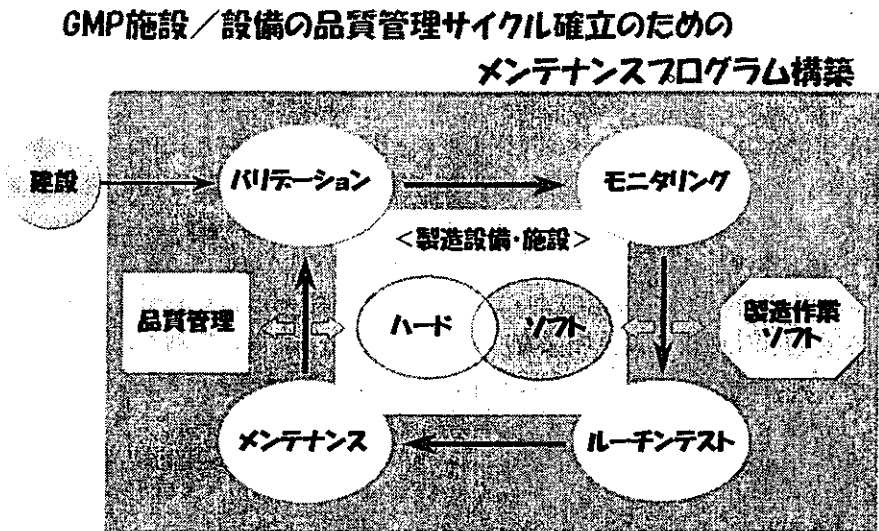 GMP施設／設備の品質管理サイクル確立のための
メンテナンスプログラム構築
建設
バリデーション
モニタリング
＜製造設備・施設＞
品質管理
ハード
ソフト
製造作業
ソフト
メンテナンス
ルーチンテスト